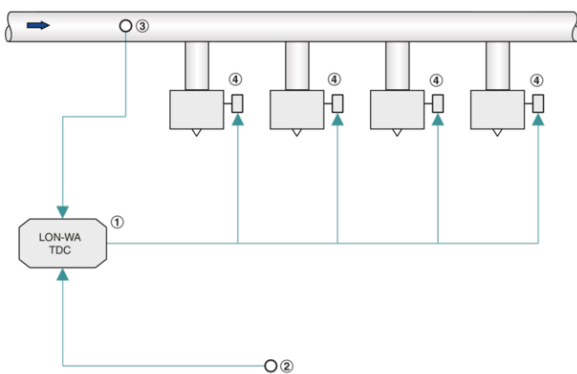 ③
④ ④ ④ ④
①
LON-WA
TDC
②